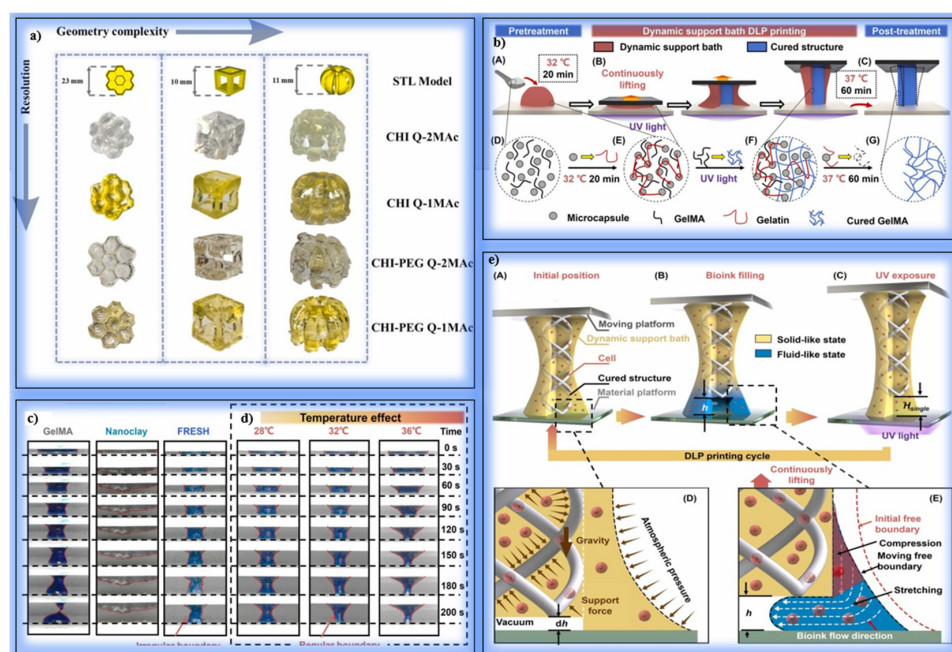 a)
Geometry complexity
Resolution
23 mm
10 mm
11 mm
STL Model
CHI Q-2MAc
CHI Q-1MAc
CHI-PEG Q-2MAc
CHI-PEG Q-1MAc
b)
Pretreatment
Dynamic support bath DLP printing
Post-treatment
Dynamic support bath
Cured structure
(A)
32 ℃
20 min
(B)
Continuously
lifting
37 ℃
60 min
(C)
UV light
(D)
(E)
(F)
(G)
32 ℃ 20 min
UV light
37 ℃ 60 min
Microcapsule
GelMA
Gelatin
Cured GelMA
c)
GelMA
Nanoclay
FRESH
d)
Temperature effect
28℃
32℃
36℃
Time
0 s
30 s
60 s
90 s
120 s
150 s
180 s
200 s
Irregular boundary
Regular boundary
e)
(A)
Initial position
(B)
Bioink filling
(C)
UV exposure
Moving platform
Dynamic support bath
Cell
Cured structure
Material platform
Solid-like state
Fluid-like state
h
Hsingle
UV light
DLP printing cycle
Continuously
lifting
(D)
Gravity
Atmospheric pressure
Support
force
Vacuum
dh
(E)
Initial free
boundary
Compression
Moving free
boundary
Stretching
h
Bioink flow direction